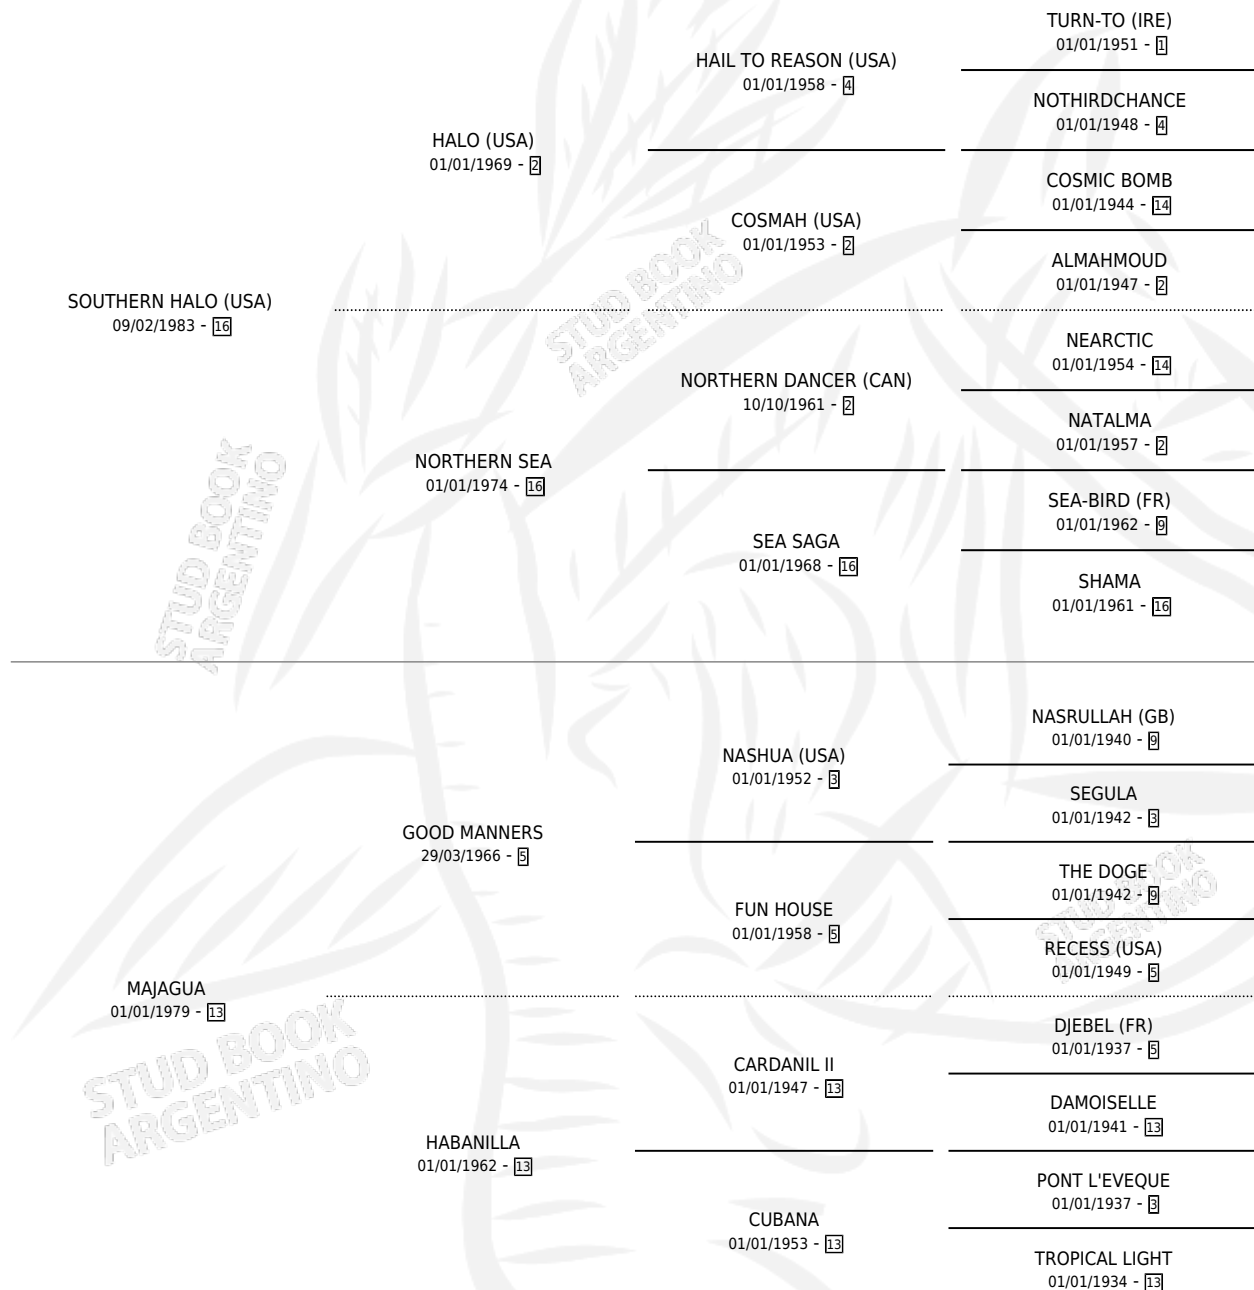 TURN-TO (IRE)
01/01/1951 - 1
HAIL TO REASON (USA)
01/01/1958 - 4
NOTHIRDCHANCE
01/01/1948 - 4
HALO (USA)
01/01/1969 - 2
COSMIC BOMB
01/01/1944 - 14
COSMAH (USA)
01/01/1953 - 2
ALMAHMOUD
01/01/1947 - 2
SOUTHERN HALO (USA)
09/02/1983 - 16
NEARCTIC
01/01/1954 - 14
NORTHERN DANCER (CAN)
10/10/1961 - 2
NATALMA
01/01/1957 - 2
NORTHERN SEA
01/01/1974 - 16
SEA-BIRD (FR)
01/01/1962 - 9
SEA SAGA
01/01/1968 - 16
SHAMA
01/01/1961 - 16
STUD BOOK
ARGENTINO
STUD BOOK
ARGENTINO
NASRULLAH (GB)
01/01/1940 - 9
NASHUA (USA)
01/01/1952 - 3
SEGULA
01/01/1942 - 3
GOOD MANNERS
29/03/1966 - 5
THE DOGE
01/01/1942 - 9
FUN HOUSE
01/01/1958 - 5
RECESS (USA)
01/01/1949 - 5
STUD BOOK
ARGENTINO
MAJAGUA
01/01/1979 - 13
DJEBEL (FR)
01/01/1937 - 5
CARDANIL II
01/01/1947 - 13
DAMOISELLE
01/01/1941 - 13
HABANILLA
01/01/1962 - 13
PONT L'EVEQUE
01/01/1937 - 3
CUBANA
01/01/1953 - 13
TROPICAL LIGHT
01/01/1934 - 13
STUD BOOK
ARGENTINO